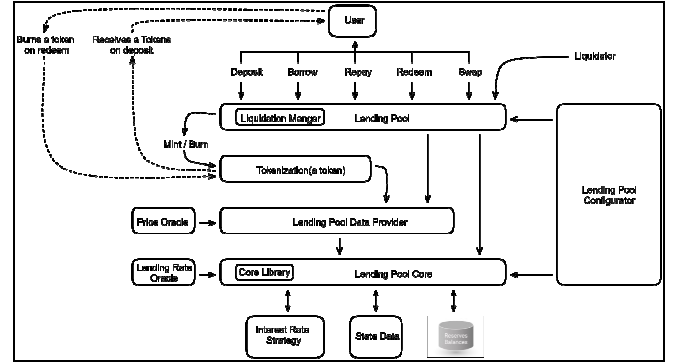 User
Burns a token
on redeem
Receives a Tokens
on deposit
Liquidator
Deposit
Borrow
Repay
Redeem
Swap
Liquidation Manger
Lending Pool
Mint / Burn
Tokenization(a token)
Lending Pool
Configurator
Price Oracle
Lending Pool Data Provider
Lending Rate
Oracle
Core Library
Lending Pool Core
Interest Rate
Strategy
State Data
Reserves
Balances